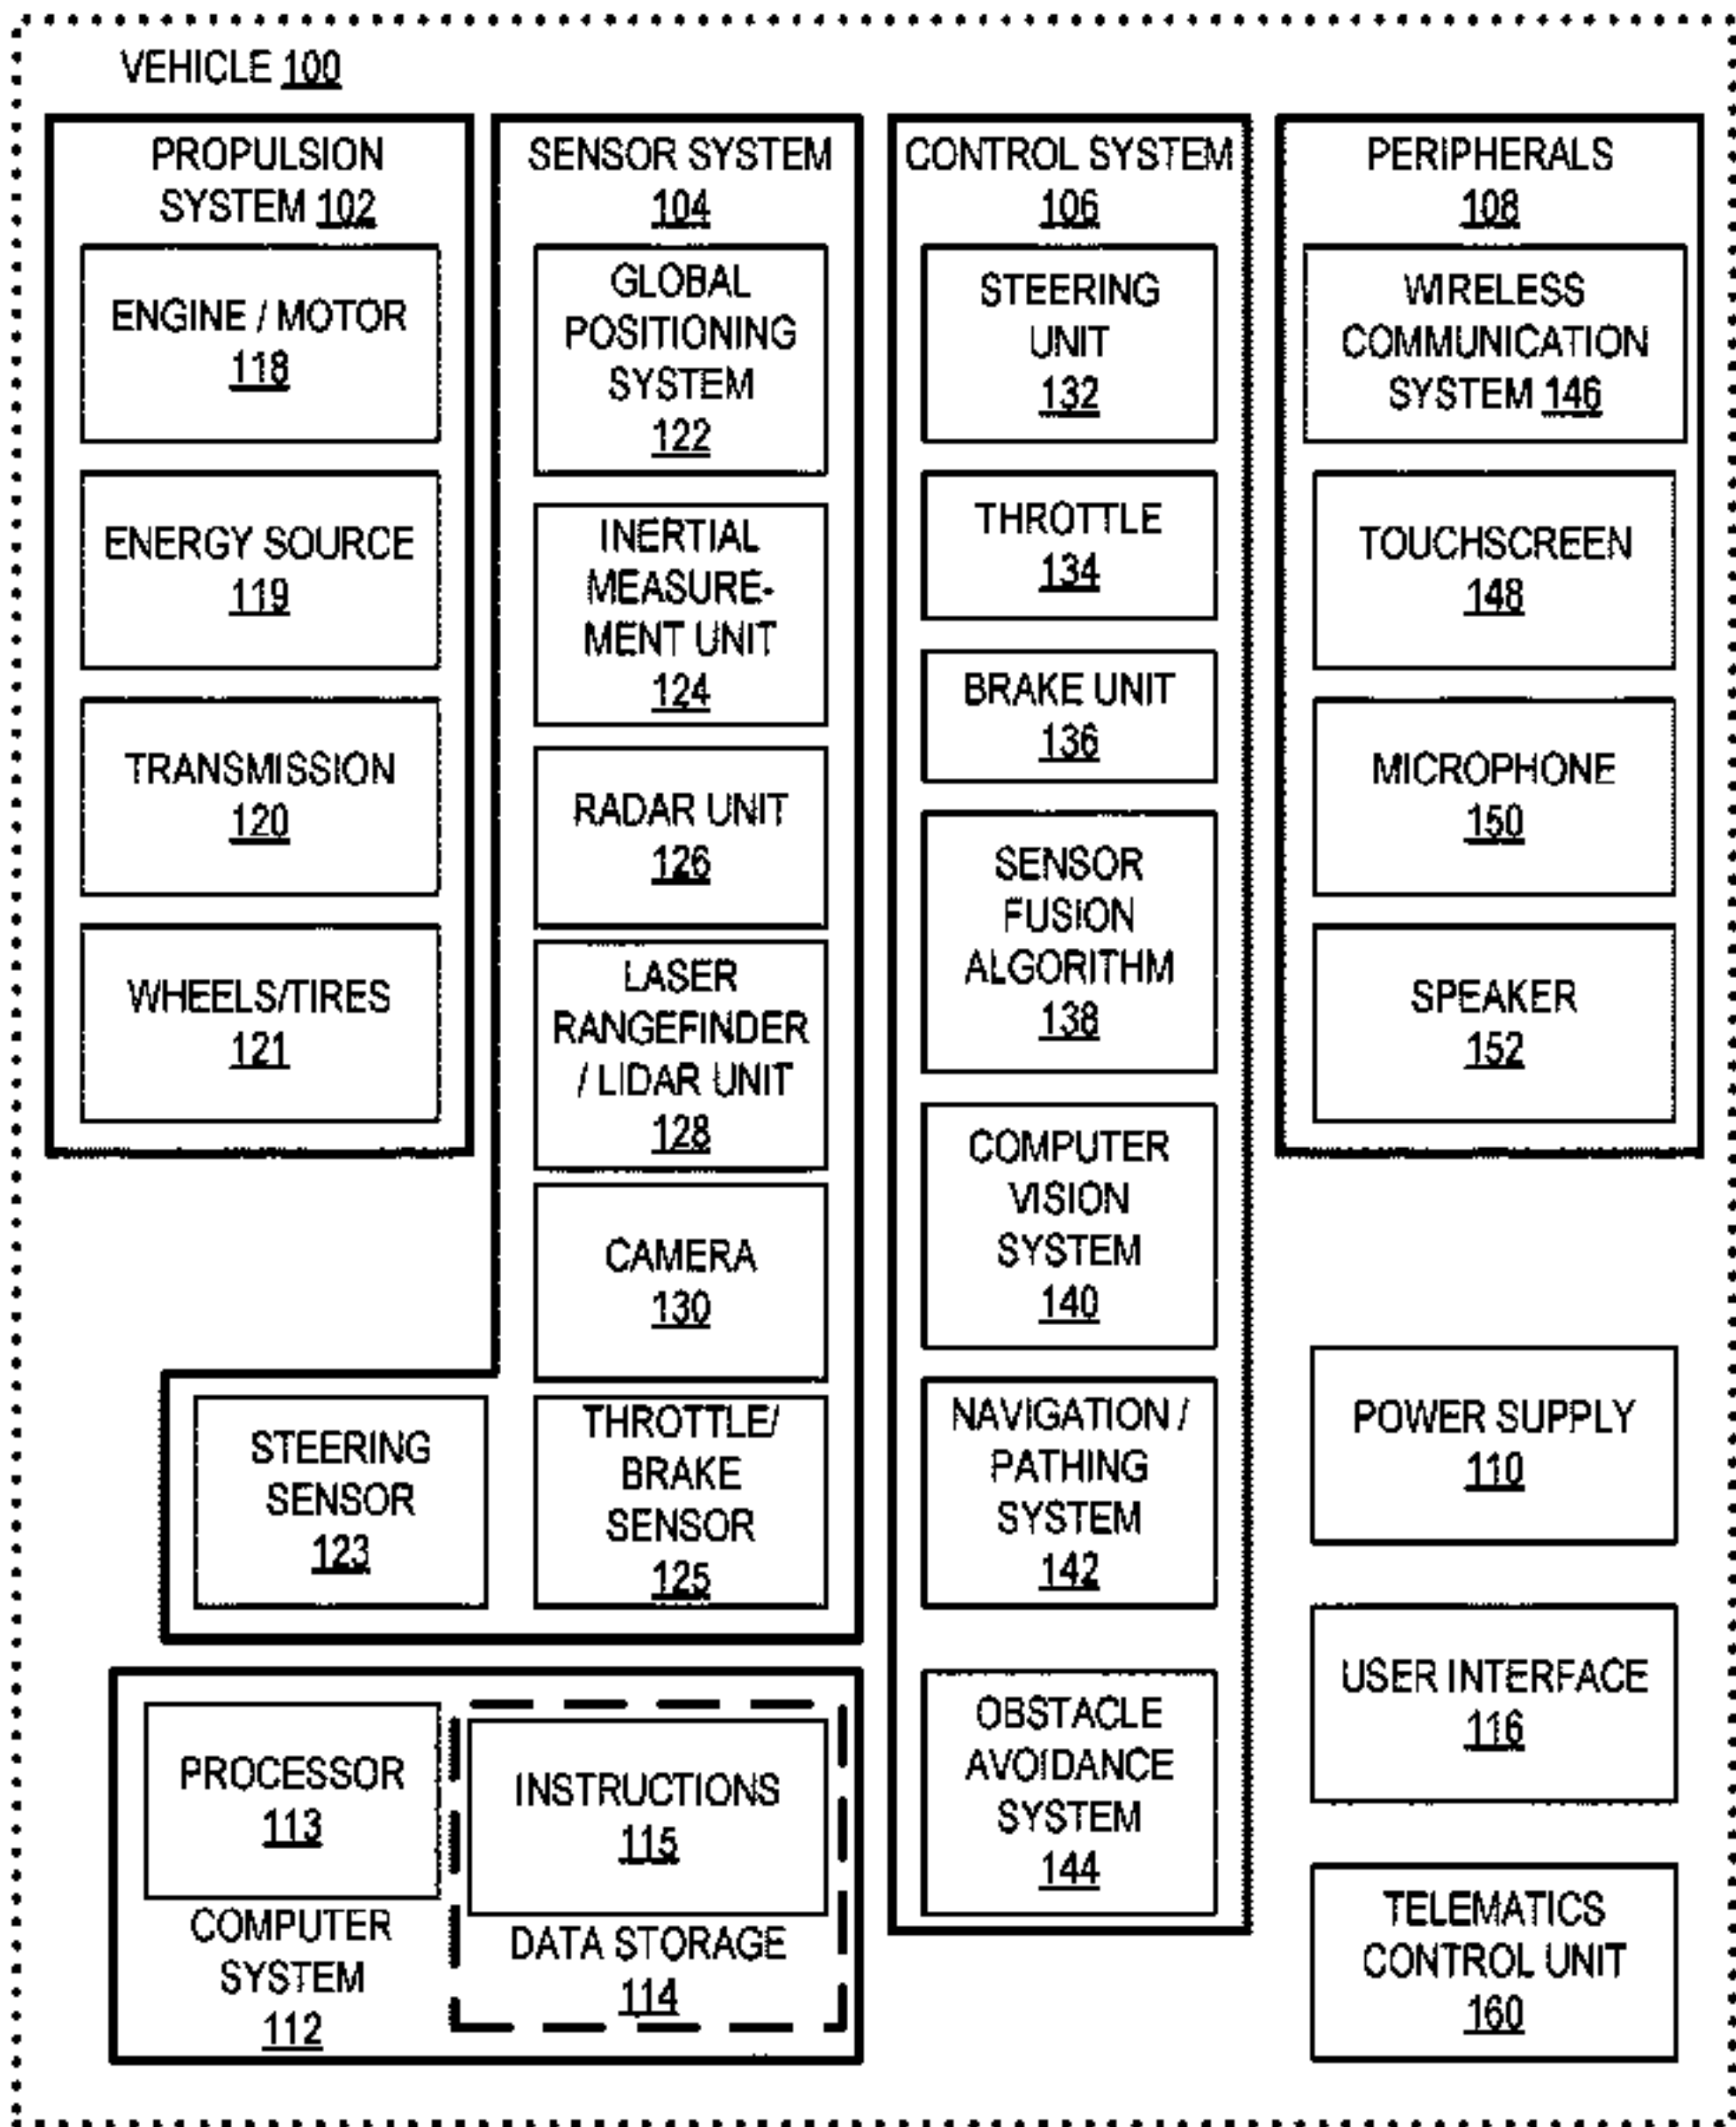 VEHICLE 100
PROPULSION
SYSTEM 102
ENGINE / MOTOR
118
ENERGY SOURCE
119
TRANSMISSION
120
WHEELS/TIRES
121
SENSOR SYSTEM
104
GLOBAL
POSITIONING
SYSTEM
122
INERTIAL
MEASURE-
MENT UNIT
124
RADAR UNIT
126
LASER
RANGEFINDER
/ LIDAR UNIT
128
CAMERA
130
STEERING
SENSOR
123
THROTTLE/
BRAKE
SENSOR
125
CONTROL SYSTEM
106
STEERING
UNIT
132
THROTTLE
134
BRAKE UNIT
136
SENSOR
FUSION
ALGORITHM
138
COMPUTER
VISION
SYSTEM
140
NAVIGATION /
PATHING
SYSTEM
142
OBSTACLE
AVOIDANCE
SYSTEM
144
PERIPHERALS
108
WIRELESS
COMMUNICATION
SYSTEM 146
TOUCHSCREEN
148
MICROPHONE
150
SPEAKER
152
PROCESSOR
113
COMPUTER
SYSTEM
112
INSTRUCTIONS
115
DATA STORAGE
114
POWER SUPPLY
110
USER INTERFACE
116
TELEMATICS
CONTROL UNIT
160